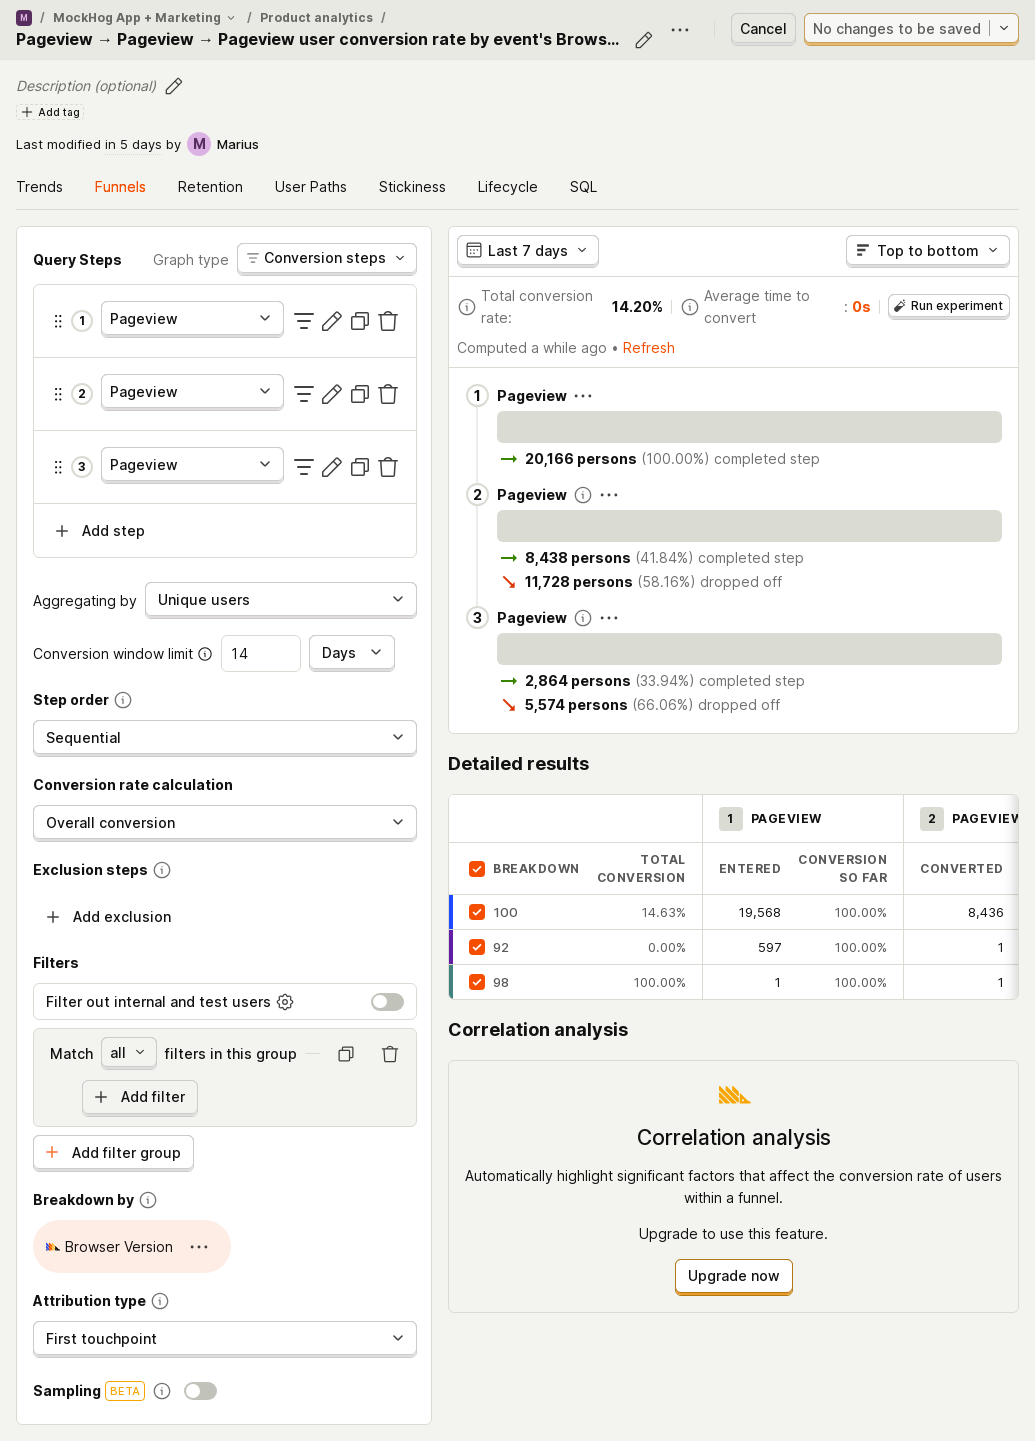 M / MockHog App + Marketing / Product analytics /
Pageview → Pageview → Pageview user conversion rate by event's Brows...
Cancel
No changes to be saved
Description (optional)
Add tag
Last modified in 5 days by M Marius
Trends Funnels Retention User Paths Stickiness Lifecycle SQL
Query Steps Graph type Conversion steps
1 Pageview
2 Pageview
3 Pageview
Add step
Aggregating by Unique users
Conversion window limit 14 Days
Step order
Sequential
Conversion rate calculation
Overall conversion
Exclusion steps
Add exclusion
Filters
Filter out internal and test users
Match all filters in this group
Add filter
Add filter group
Breakdown by
Browser Version
Attribution type
First touchpoint
Sampling BETA
Last 7 days Top to bottom
Total conversion
rate: 14.20%
Average time to
convert : 0s
Run experiment
Computed a while ago • Refresh
1 Pageview
20,166 persons (100.00%) completed step
2 Pageview
8,438 persons (41.84%) completed step
11,728 persons (58.16%) dropped off
3 Pageview
2,864 persons (33.94%) completed step
5,574 persons (66.06%) dropped off
Detailed results
1 PAGEVIEW 2 PAGEVIEW
BREAKDOWN TOTAL
CONVERSION ENTERED CONVERSION
SO FAR CONVERTED
100 14.63% 19,568 100.00% 8,436
92 0.00% 597 100.00% 1
98 100.00% 1 100.00% 1
Correlation analysis
Correlation analysis
Automatically highlight significant factors that affect the conversion rate of users
within a funnel.
Upgrade to use this feature.
Upgrade now